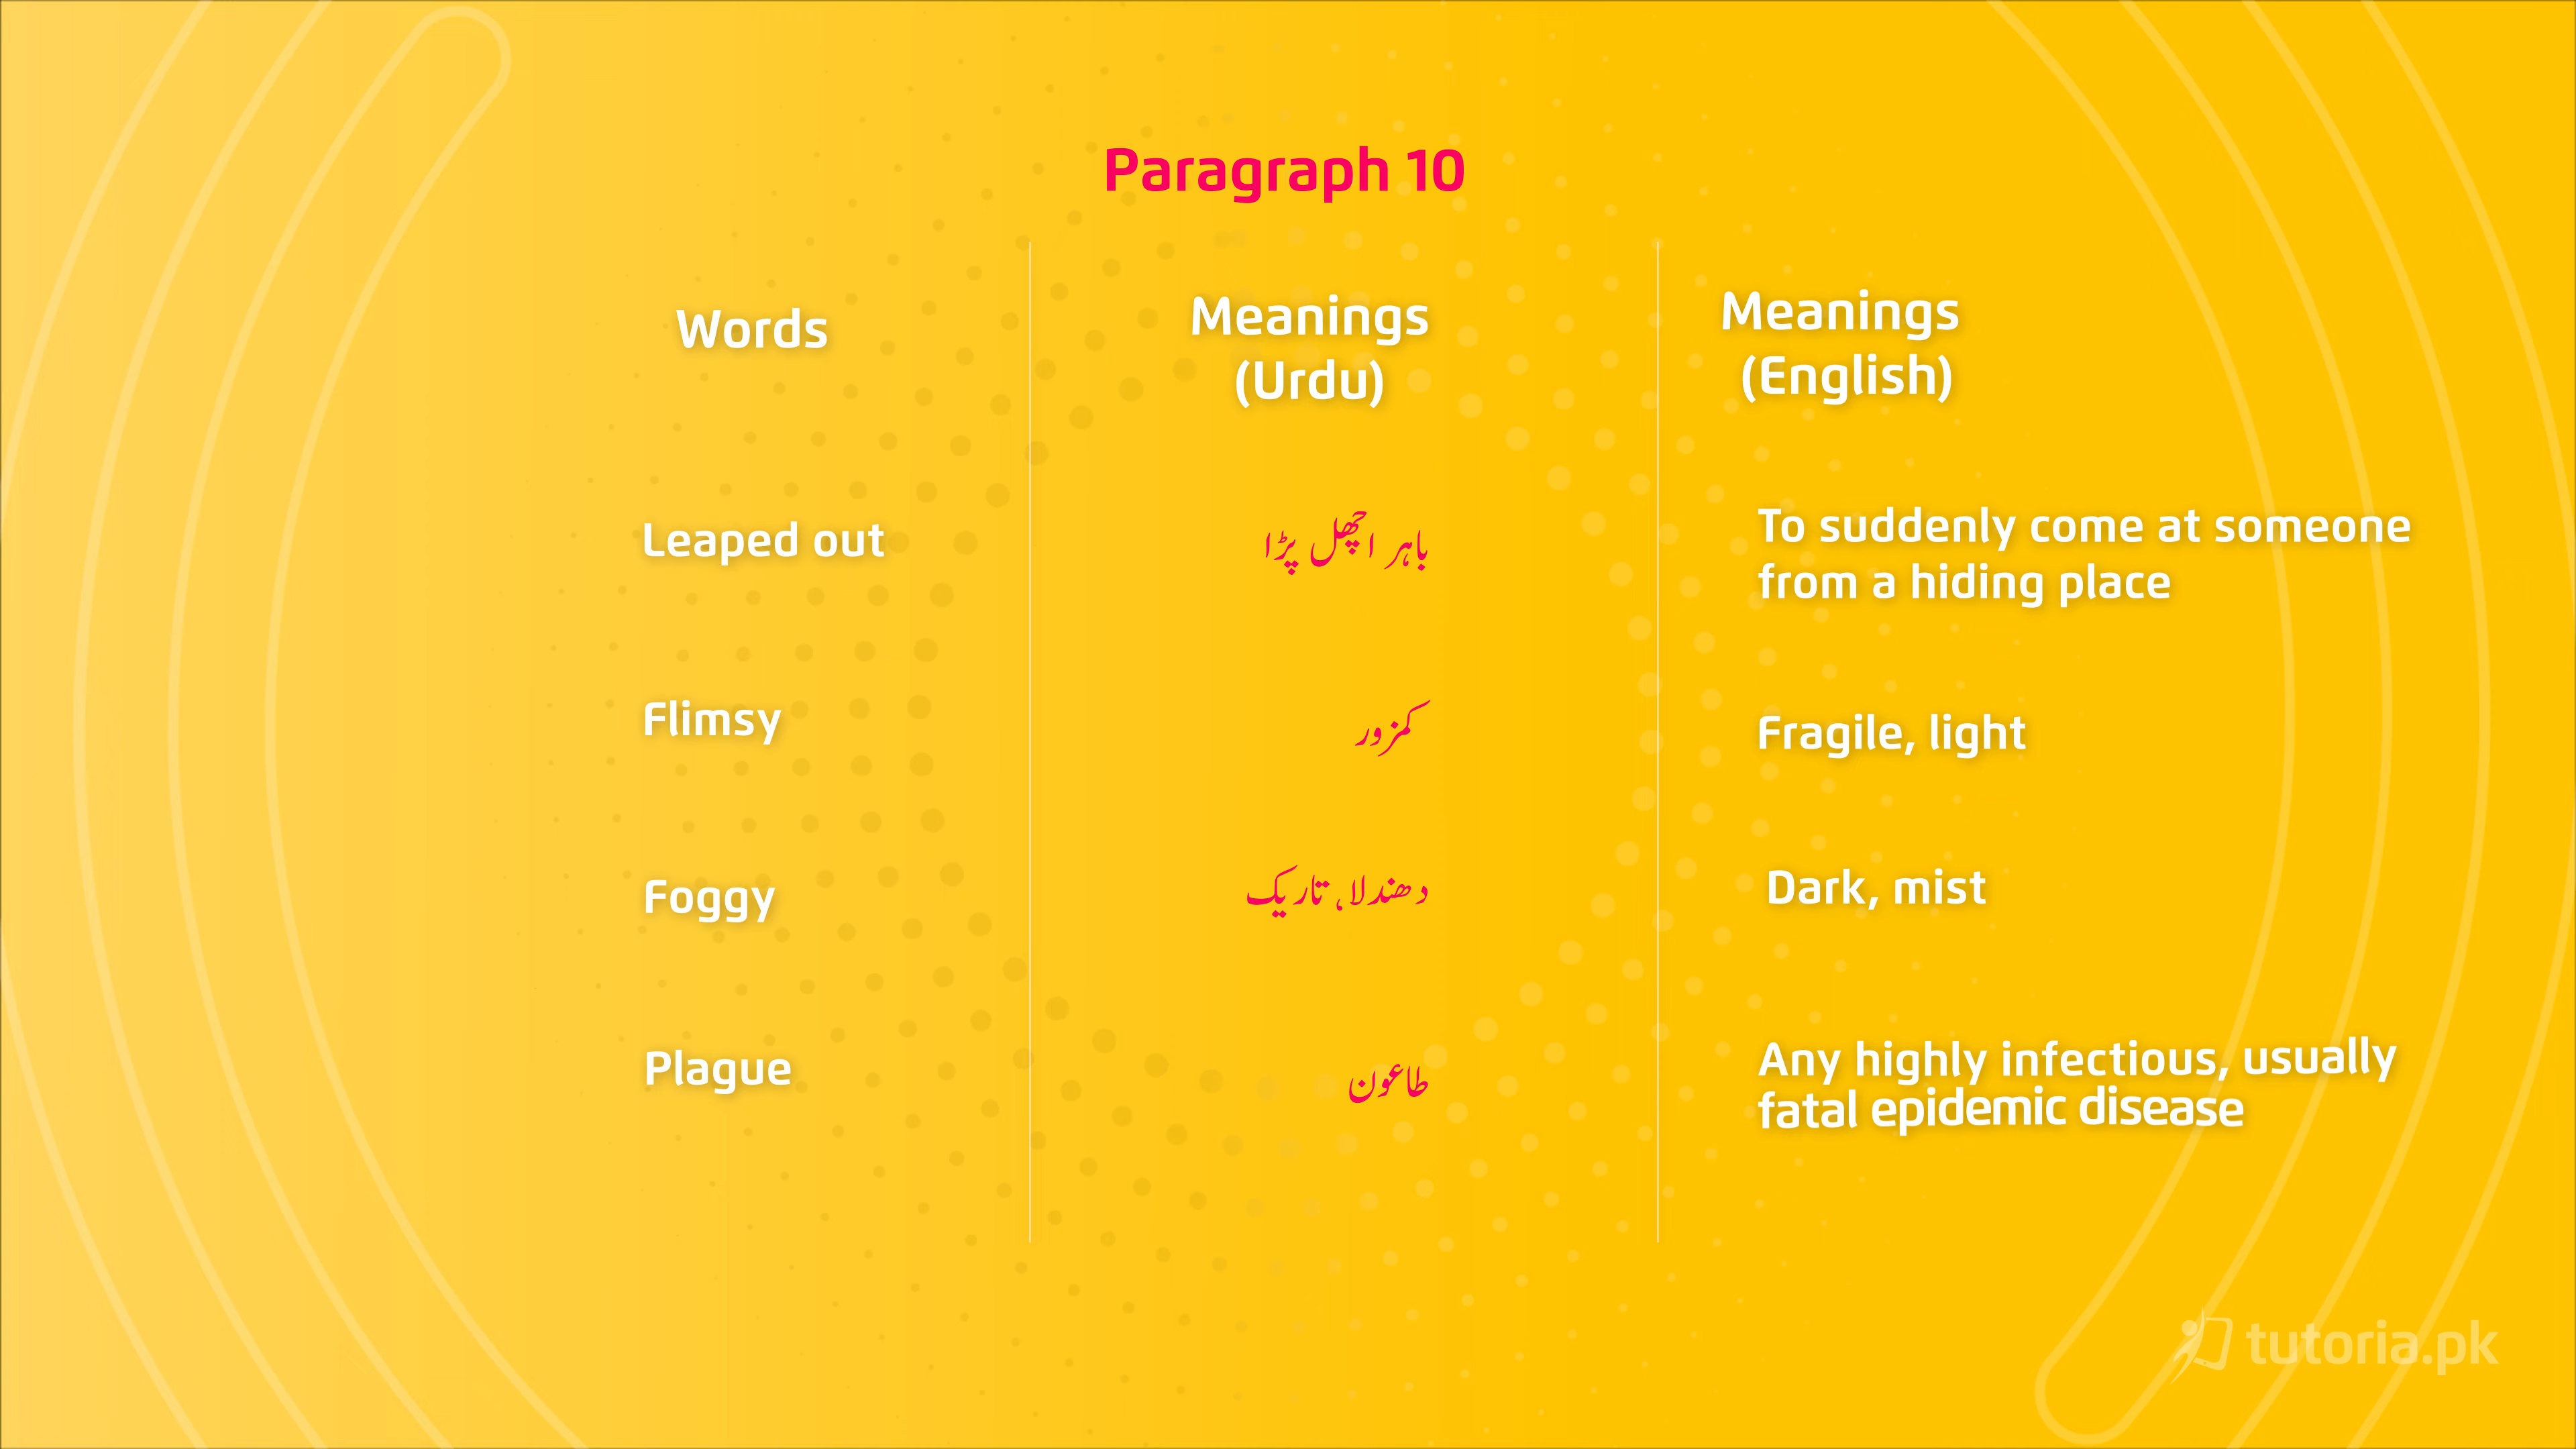 Paragraph 10
Words
Meanings
(Urdu)
Meanings
(English)
Leaped out
باہر اچھل پڑا
To suddenly come at someone
from a hiding place
Flimsy
کمزور
Fragile, light
Foggy
دھندلا، تاریک
Dark, mist
Plague
طاعون
Any highly infectious, usually
fatal epidemic disease
tutoria.pk